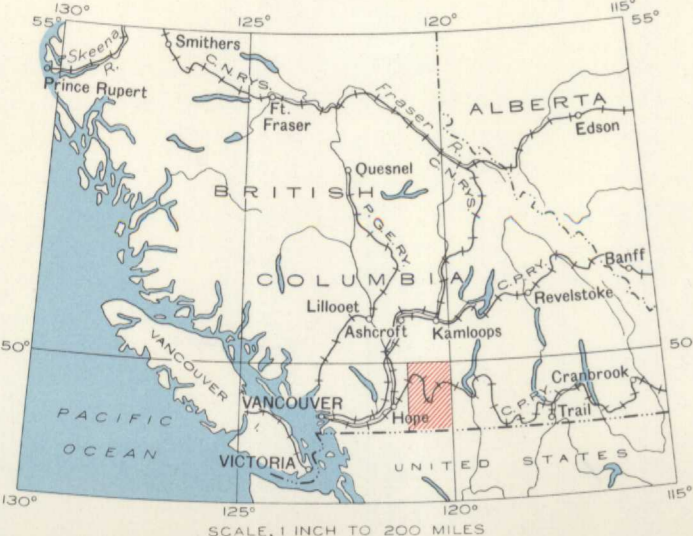 130°
125°
120°
115°
55°
55°
Skeena
R.
Smithers
C.N.RYS.
Prince Rupert
Ft.
Fraser
Fraser R.
ALBERTA
Edson
C.N.RYS.
Quesnel
BRITISH
P.G.E.RY.
COLUMBIA
Banff
C.P.RY.
Revelstoke
Lillooet
Ashcroft
Kamloops
50°
50°
VANCOUVER
I.
VANCOUVER
Hope
Cranbrook
C.P.RY.
Trail
PACIFIC
OCEAN
VICTORIA
UNITED STATES
130°
125°
120°
115°
SCALE, 1 INCH TO 200 MILES